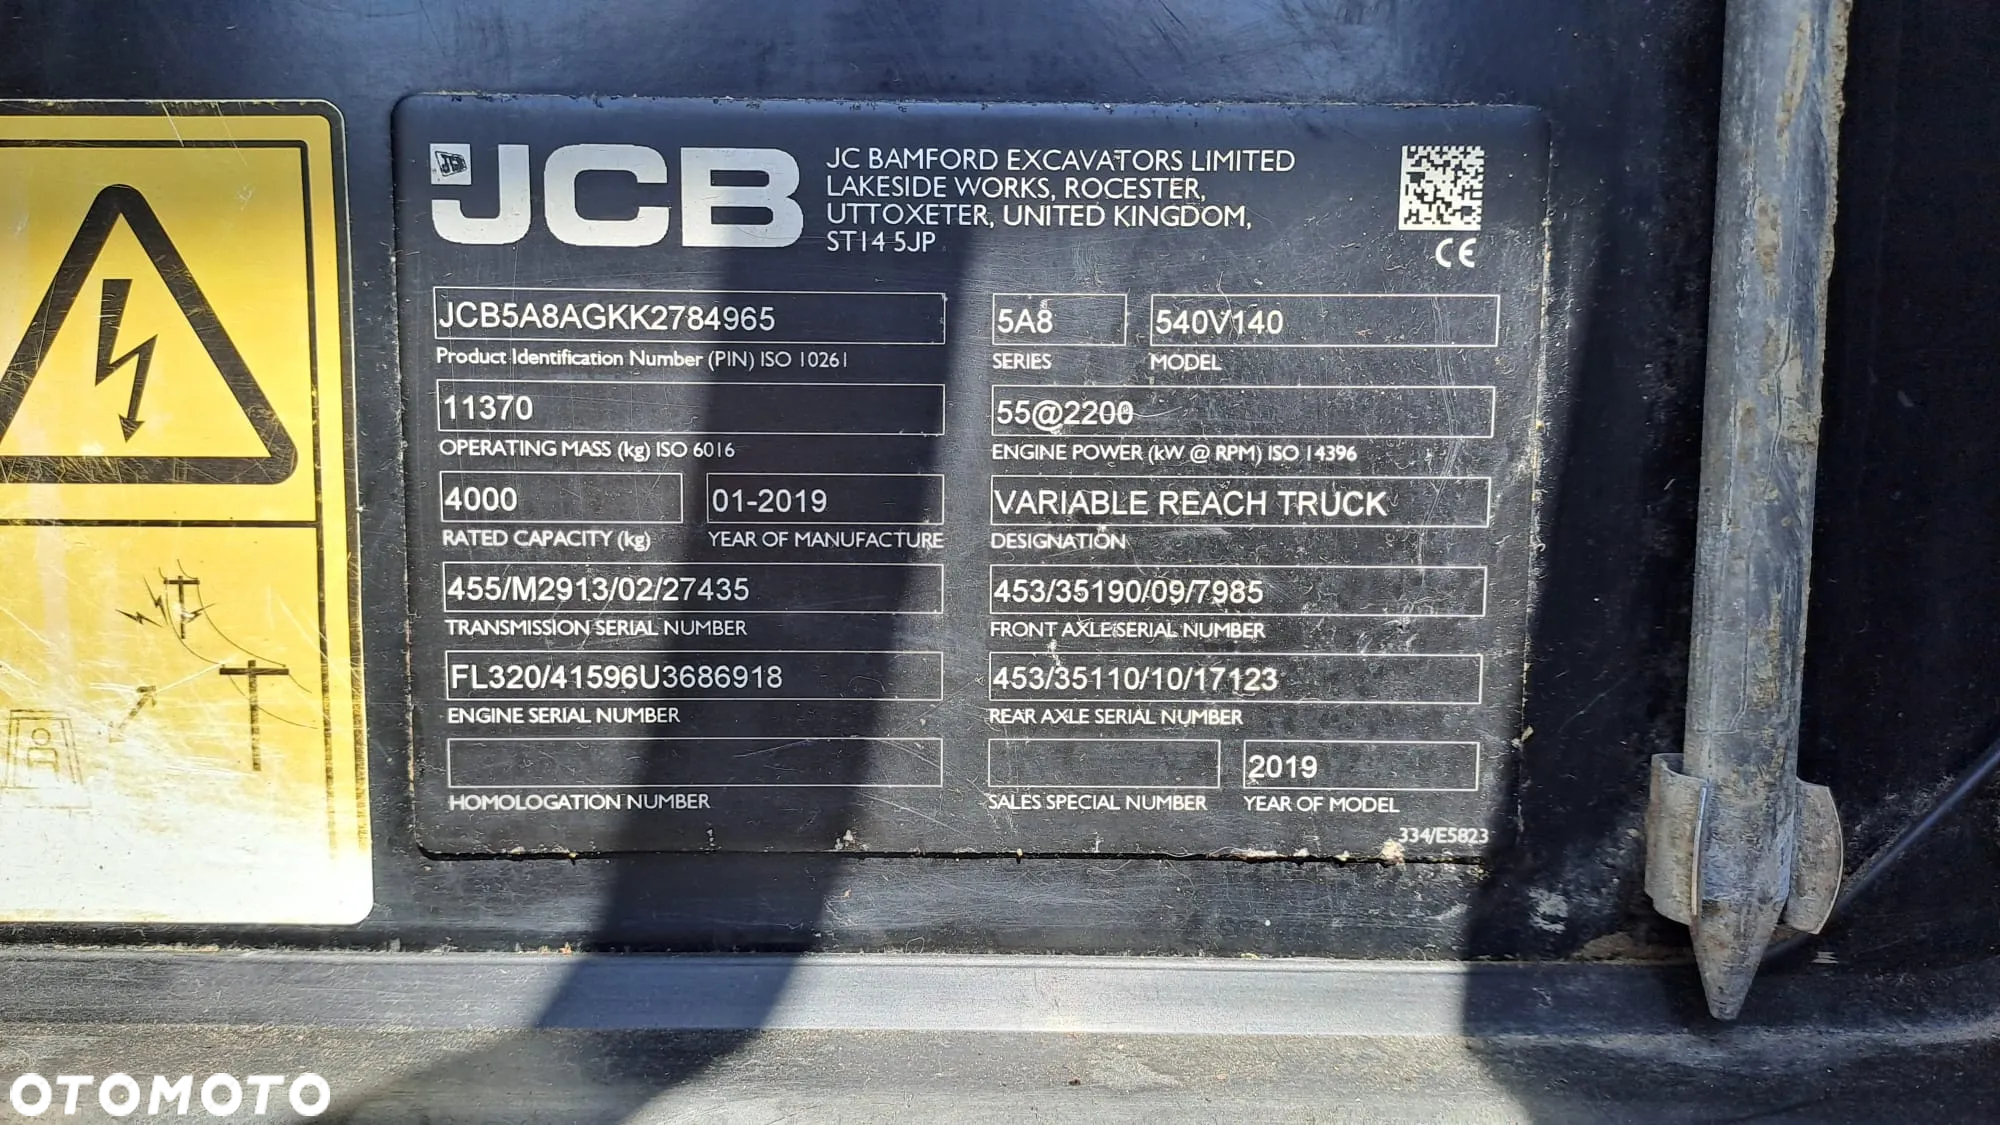 JCB
JC BAMFORD EXCAVATORS LIMITED
LAKESIDE WORKS, ROCESTER,
UTTOXETER, UNITED KINGDOM,
ST14 5JP
CE
JCB5A8AGKK2784965
Product Identification Number (PIN) ISO 10261
5A8
SERIES
540V140
MODEL
11370
OPERATING MASS (kg) ISO 6016
55@2200
ENGINE POWER (kW @ RPM) ISO 14396
4000
RATED CAPACITY (kg)
01-2019
YEAR OF MANUFACTURE
VARIABLE REACH TRUCK
DESIGNATION
455/M2913/02/27435
TRANSMISSION SERIAL NUMBER
453/35190/09/7985
FRONT AXLE SERIAL NUMBER
FL320/41596U3686918
ENGINE SERIAL NUMBER
453/35110/10/17123
REAR AXLE SERIAL NUMBER
HOMOLOGATION NUMBER
SALES SPECIAL NUMBER
2019
YEAR OF MODEL
334/E5823
OTOMOTO